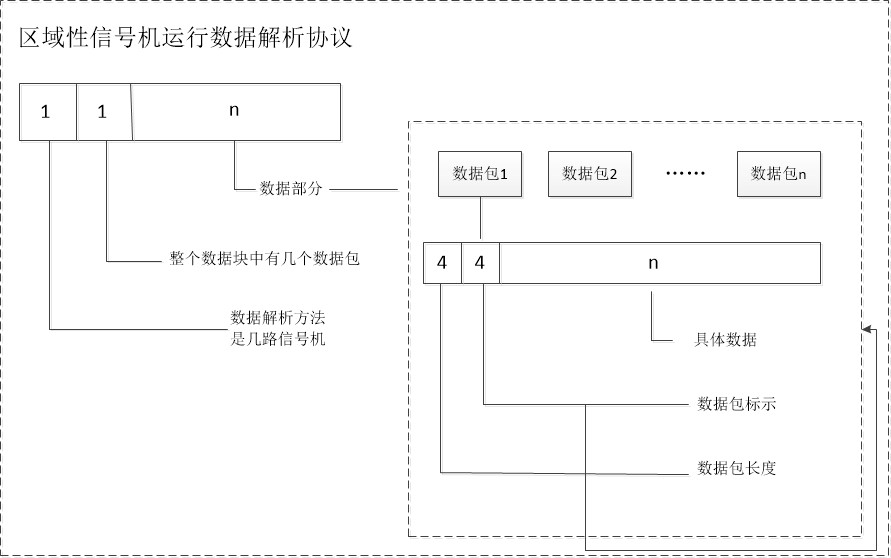 区域性信号机运行数据解析协议
1 1 n
数据部分
整个数据块中有几个数据包
数据解析方法
是几路信号机
数据包1 数据包2 …… 数据包n
4 4 n
具体数据
数据包标示
数据包长度